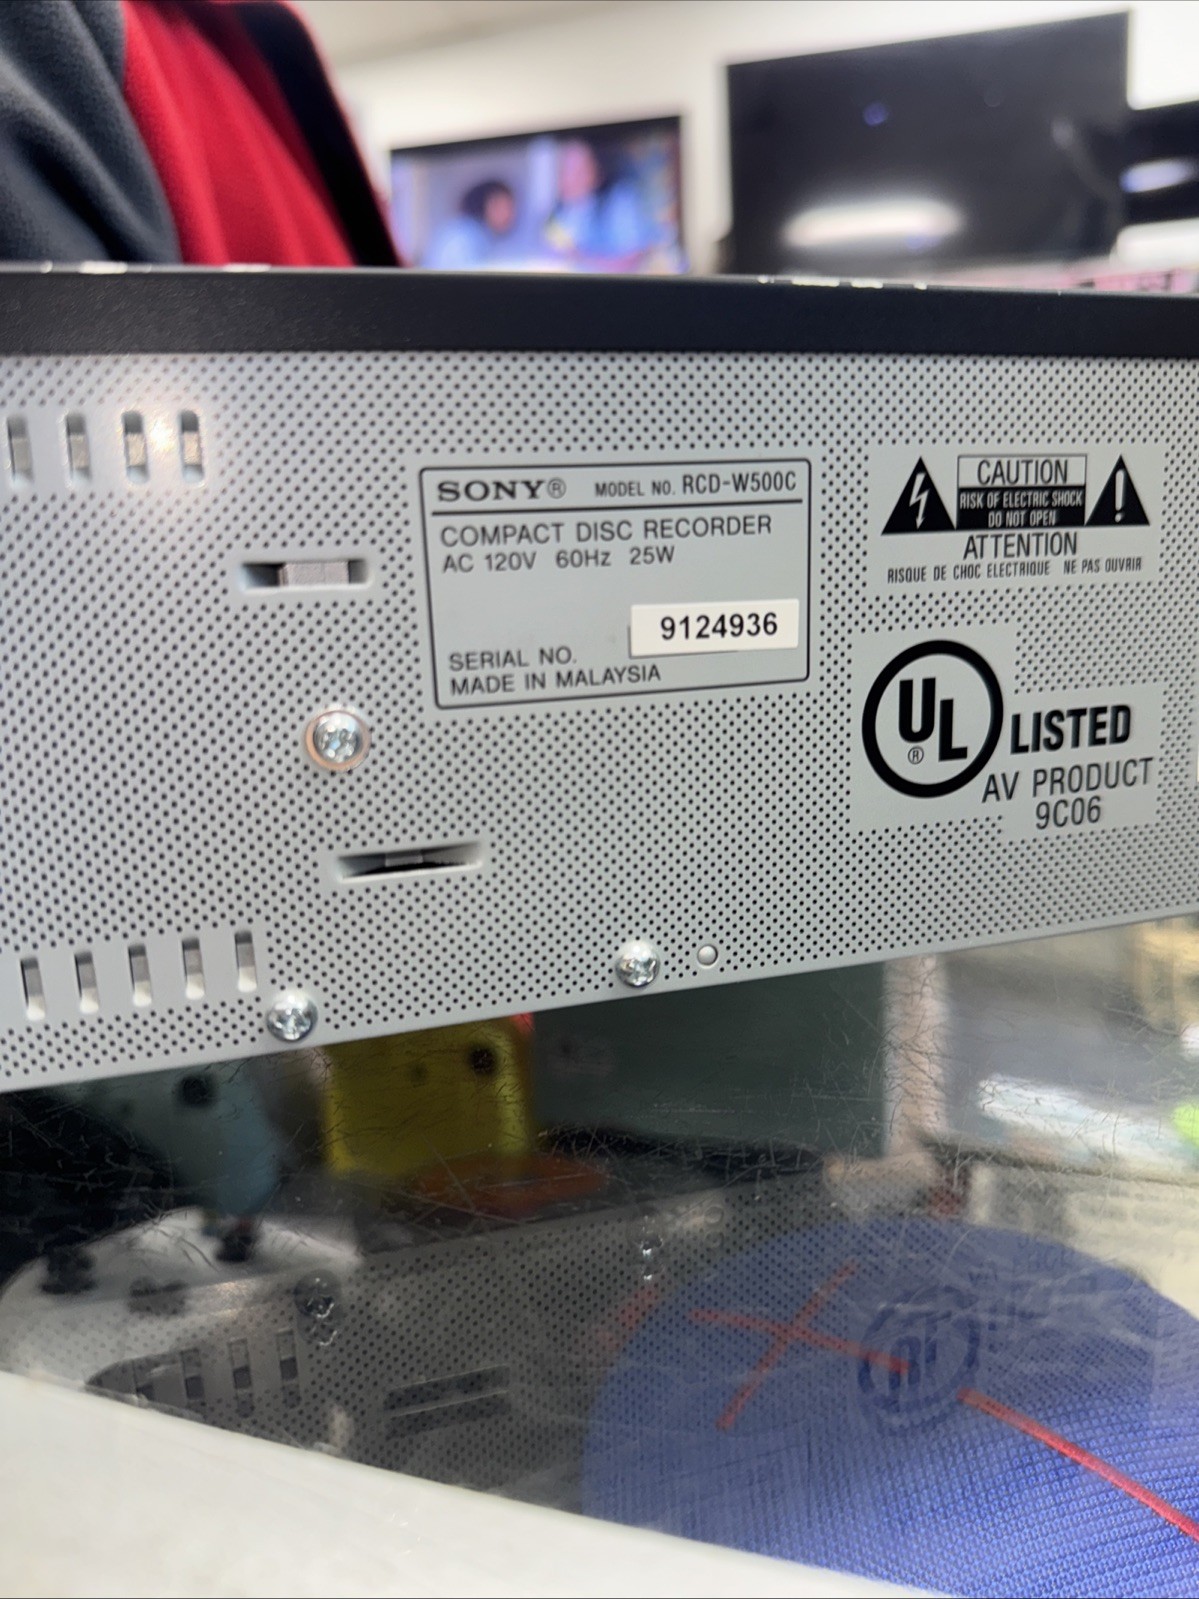 SONY® MODEL NO. RCD-W500C
COMPACT DISC RECORDER
AC 120V 60Hz 25W
9124936
SERIAL NO.
MADE IN MALAYSIA
CAUTION
RISK OF ELECTRIC SHOCK
DO NOT OPEN
ATTENTION
RISQUE DE CHOC ELECTRIQUE NE PAS OUVRIR
UL® LISTED
AV PRODUCT
9C06